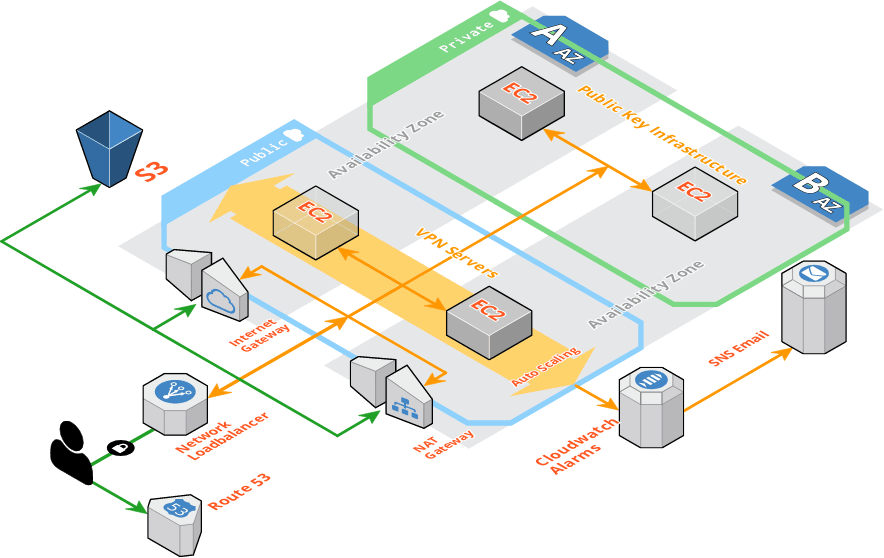 Private
A
AZ
EC2
Public Key Infrastructure
Availability Zone
Public
S3
EC2
B
AZ
EC2
VPN Servers
Availability Zone
Internet
Gateway
EC2
Auto Scaling
SNS Email
Network
Loadbalancer
NAT
Gateway
Cloudwatch
Alarms
Route 53
53